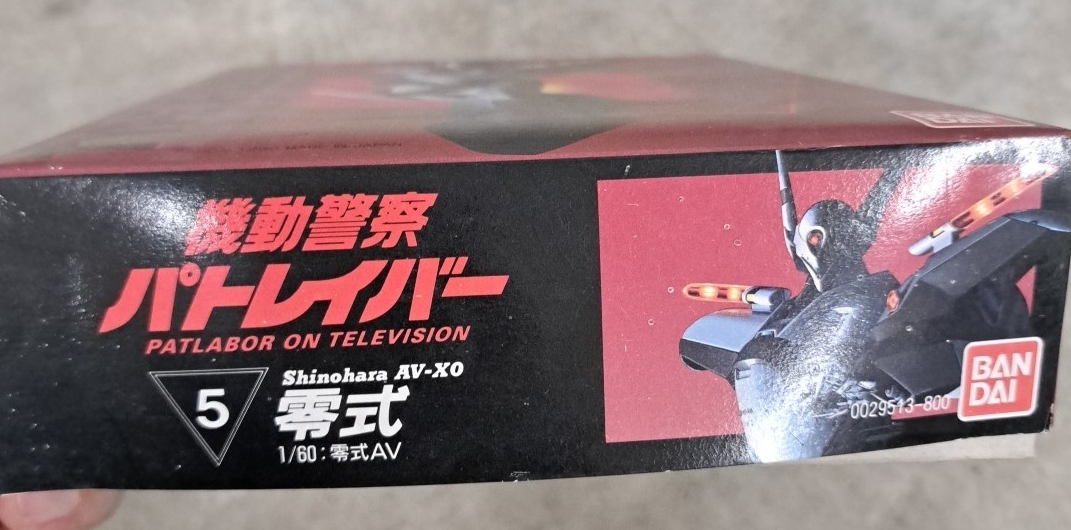 機動警察
パトレイバー
PATLABOR ON TELEVISION
5
Shinohara AV-X0
零式
1/60:零式AV
0029513-800
BAN
DAI